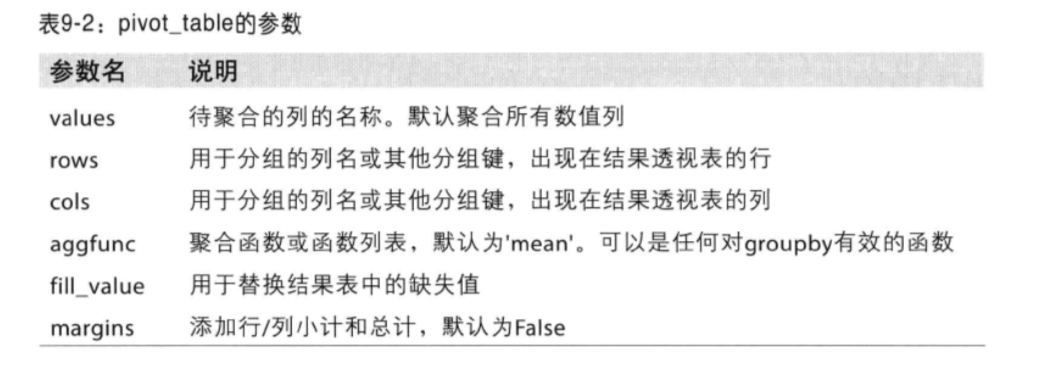 表9-2：pivot_table的参数
参数名 说明
values 待聚合的列的名称。默认聚合所有数值列
rows 用于分组的列名或其他分组键，出现在结果透视表的行
cols 用于分组的列名或其他分组键，出现在结果透视表的列
aggfunc 聚合函数或函数列表，默认为'mean'。可以是任何对groupby有效的函数
fill_value 用于替换结果表中的缺失值
margins 添加行/列小计和总计，默认为False